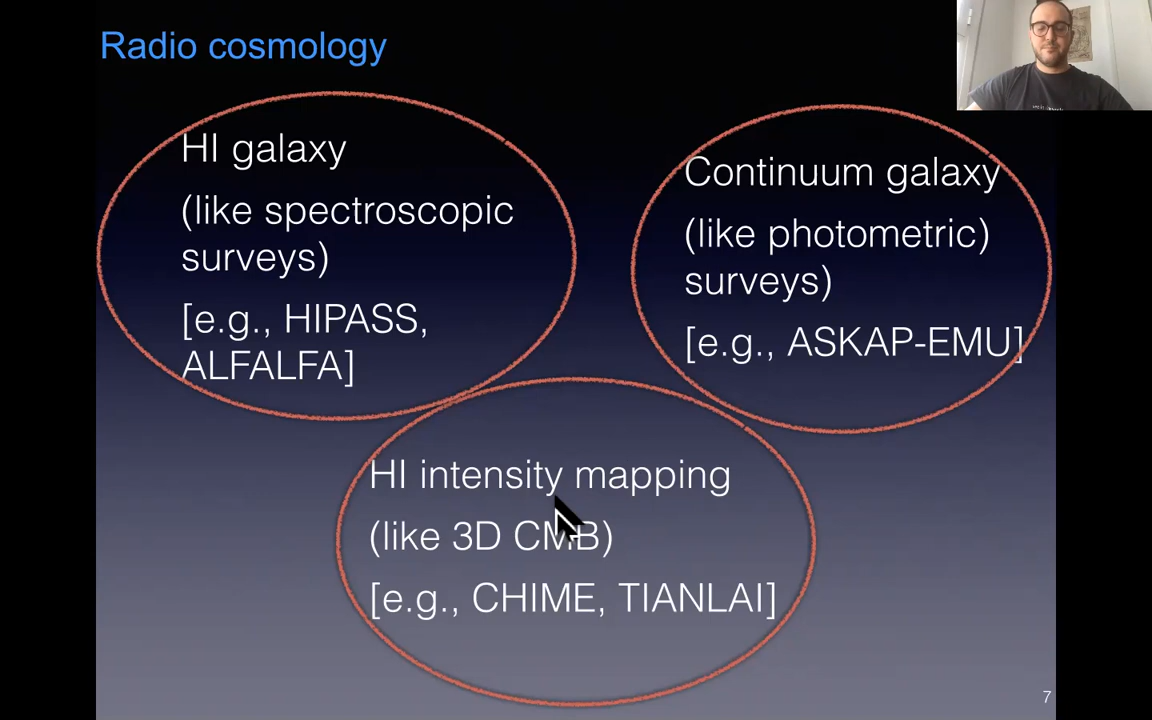 Radio cosmology
HI galaxy
(like spectroscopic
surveys)
[e.g., HIPASS,
ALFALFA]
Continuum galaxy
(like photometric)
surveys)
[e.g., ASKAP-EMU]
HI intensity mapping
(like 3D CMB)
[e.g., CHIME, TIANLAI]
7